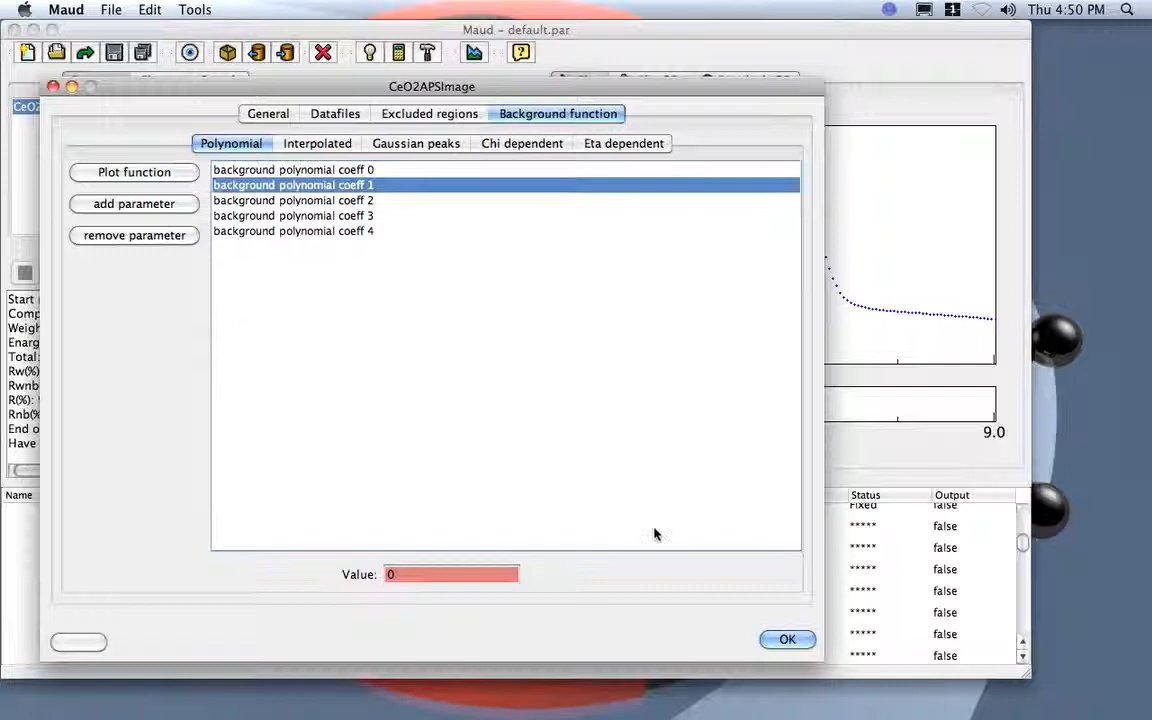 Maud File Edit Tools Thu 4:50 PM
Maud – default.par
CeO2APSImage
General Datafiles Excluded regions Background function
CeO2
Polynomial Interpolated Gaussian peaks Chi dependent Eta dependent
Plot function
add parameter
remove parameter
background polynomial coeff 0
background polynomial coeff 1
background polynomial coeff 2
background polynomial coeff 3
background polynomial coeff 4
Start
Comp
Weigh
Energ
Total:
Rw(%)
Rwnb
R(%):
Rnb(%
End o
Have
9.0
Name Status Output
Fixed false
***** false
***** false
***** false
***** false
***** false
***** false
***** false
Value: 0
OK